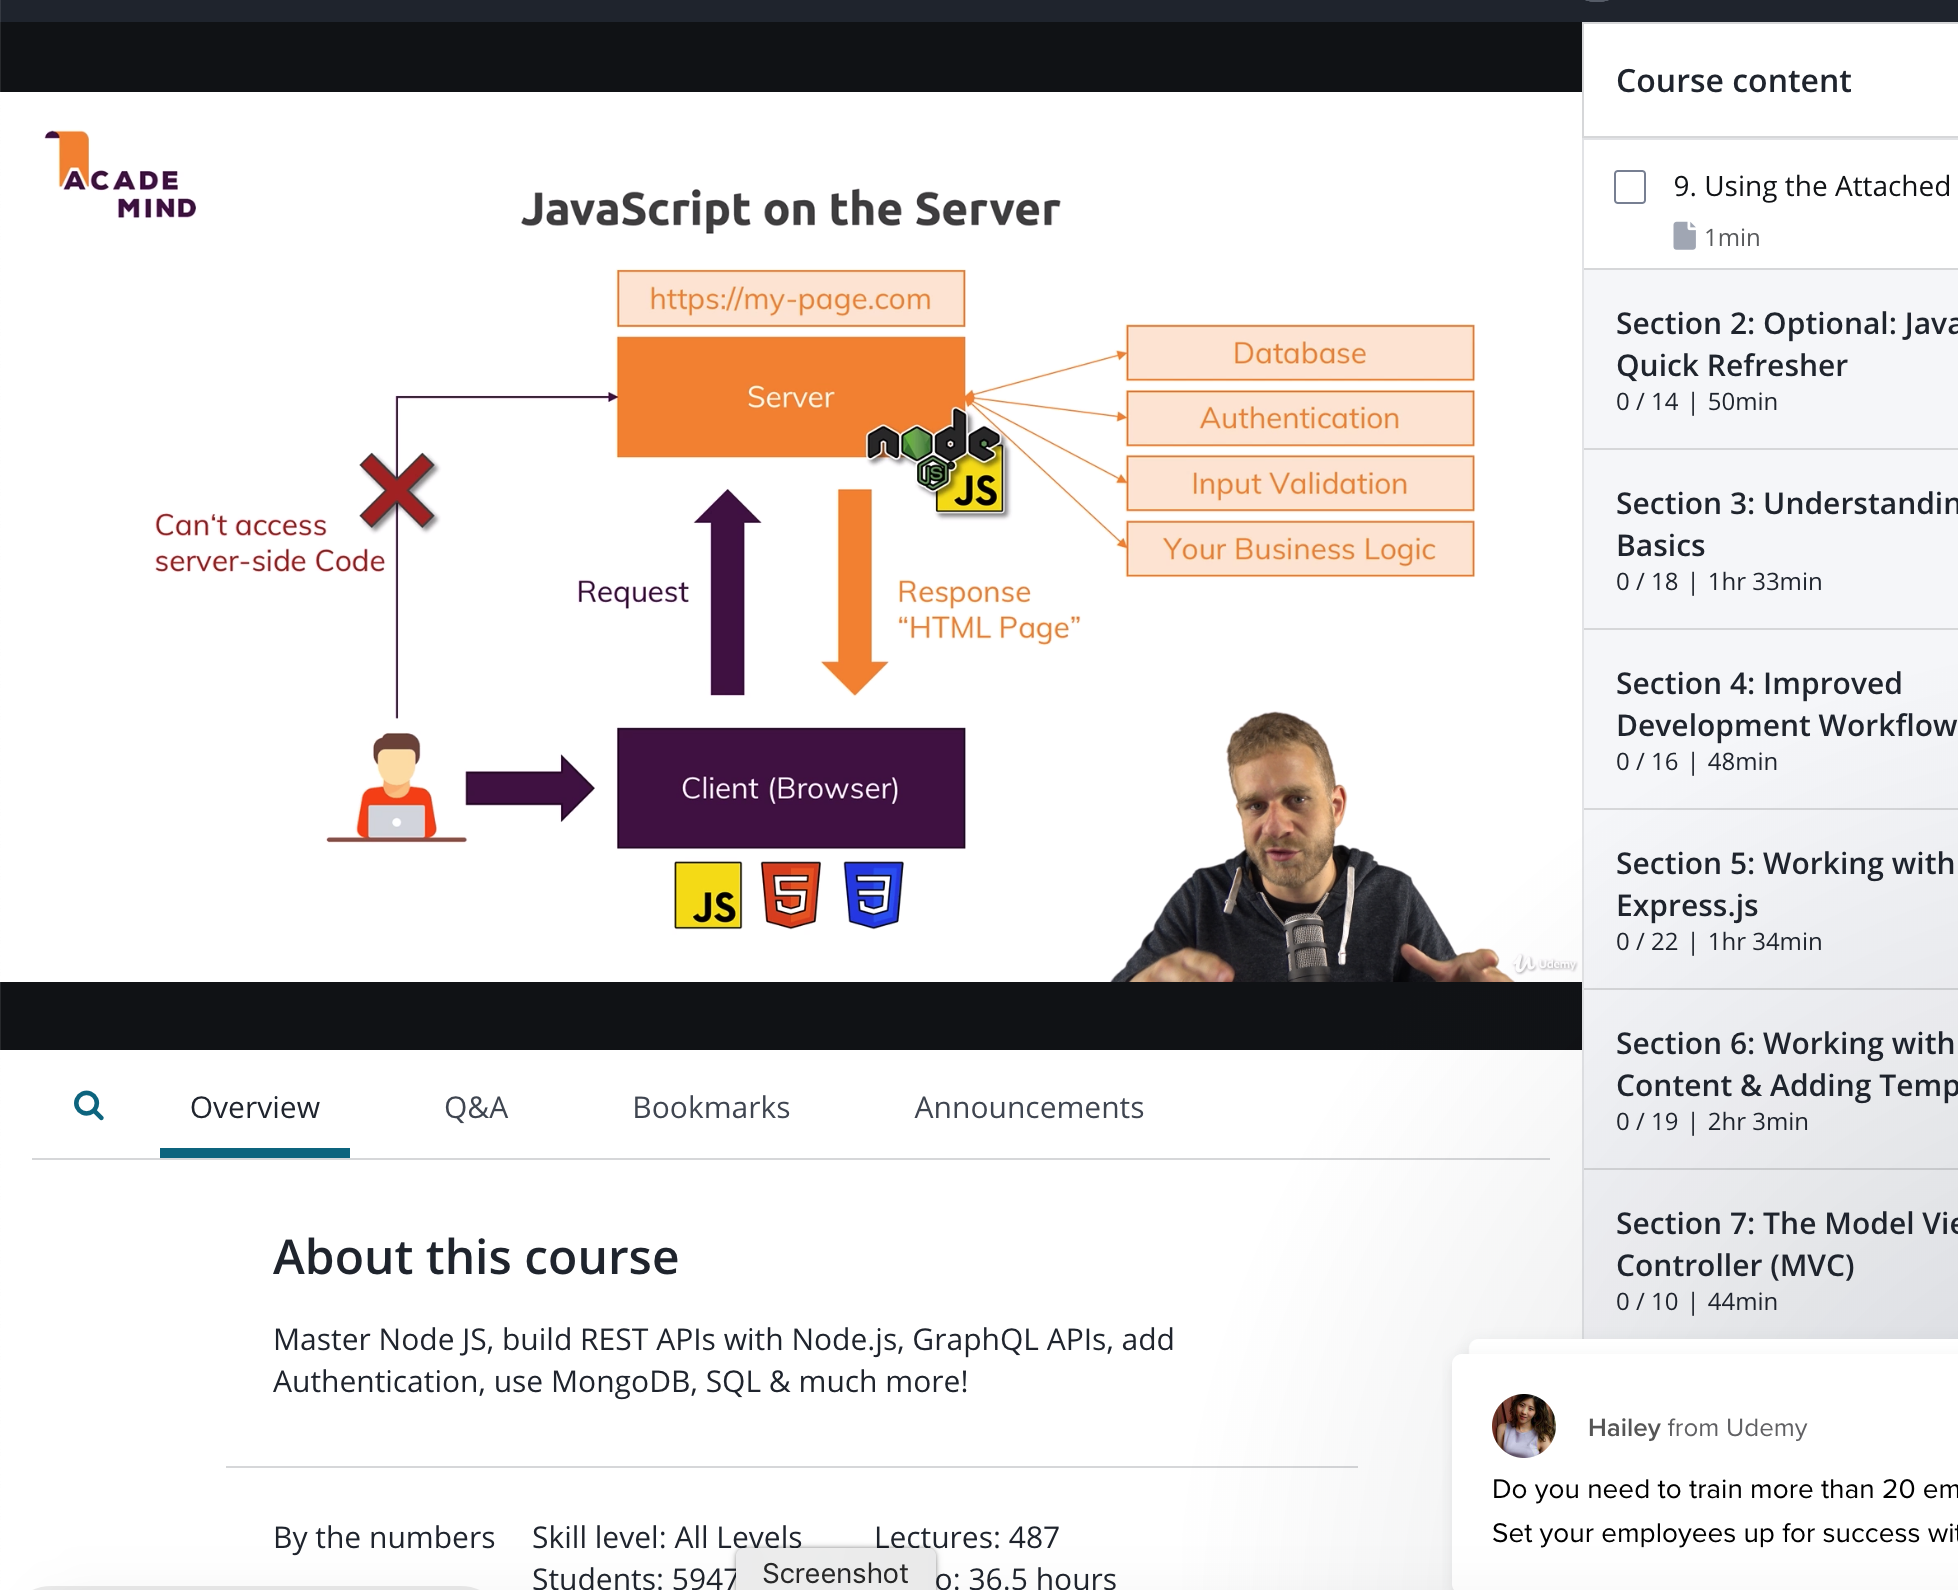 ACADE
MIND
JavaScript on the Server
https://my-page.com
Server
node
JS
JS
Database
Authentication
Input Validation
Your Business Logic
Can't access
server-side Code
Request
Response
“HTML Page”
Client (Browser)
JS
Udemy
Course content
9. Using the Attached
1min
Section 2: Optional: Java
Quick Refresher
0 / 14 | 50min
Section 3: Understandin
Basics
0 / 18 | 1hr 33min
Section 4: Improved
Development Workflow
0 / 16 | 48min
Section 5: Working with
Express.js
0 / 22 | 1hr 34min
Section 6: Working with
Content & Adding Temp
0 / 19 | 2hr 3min
Section 7: The Model Vie
Controller (MVC)
0 / 10 | 44min
Overview Q&A Bookmarks Announcements
About this course
Master Node JS, build REST APIs with Node.js, GraphQL APIs, add
Authentication, use MongoDB, SQL & much more!
By the numbers Skill level: All Levels Lectures: 487
Students: 5947 o: 36.5 hours
Screenshot
Hailey from Udemy
Do you need to train more than 20 em
Set your employees up for success wit